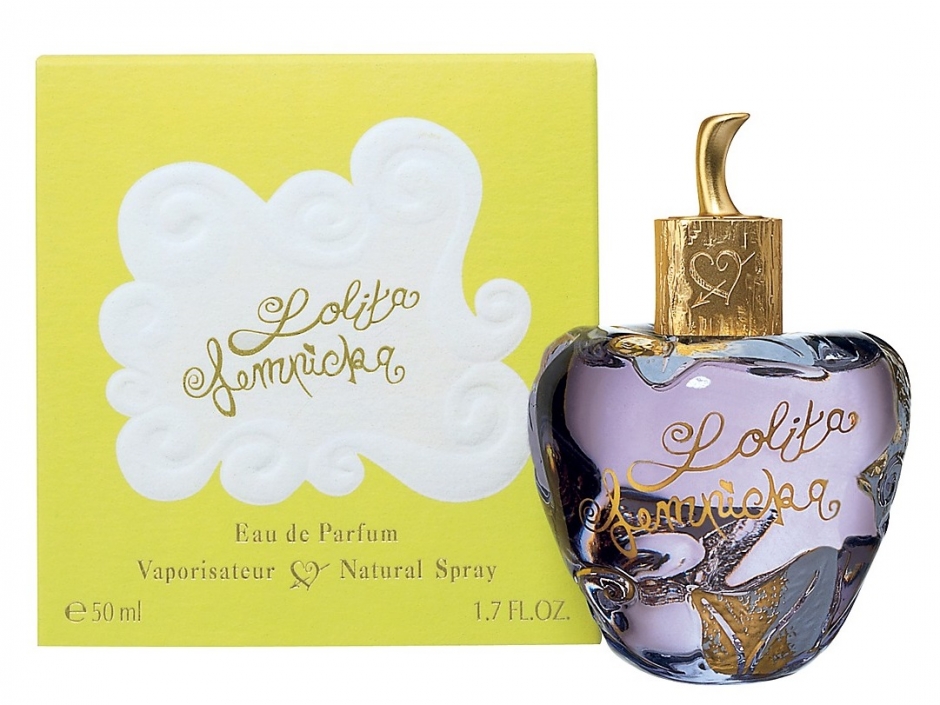 Lolita
Lempicka
Eau de Parfum
Vaporisateur Natural Spray
℮ 50 ml 1.7 FL.OZ.
Lolita
Lempicka